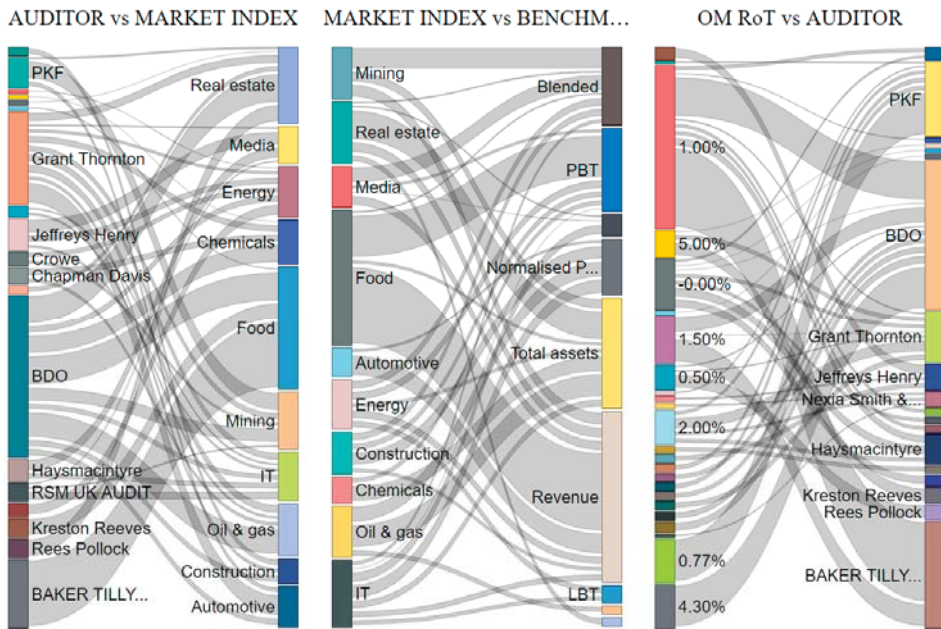 AUDITOR vs MARKET INDEX
PKF
Grant Thornton
Jeffreys Henry
Crowe
Chapman Davis
BDO
Haysmacintyre
RSM UK AUDIT
Kreston Reeves
Rees Pollock
BAKER TILLY...
Real estate
Media
Energy
Chemicals
Food
Mining
IT
Oil & gas
Construction
Automotive
MARKET INDEX vs BENCHM...
Mining
Real estate
Media
Food
Automotive
Energy
Construction
Chemicals
Oil & gas
IT
Blended
PBT
Normalised P...
Total assets
Revenue
LBT
OM RoT vs AUDITOR
1.00%
5.00%
-0.00%
1.50%
0.50%
2.00%
0.77%
4.30%
PKF
BDO
Grant Thornton
Jeffreys Henry
Nexia Smith &...
Haysmacintyre
Kreston Reeves
Rees Pollock
BAKER TILLY...